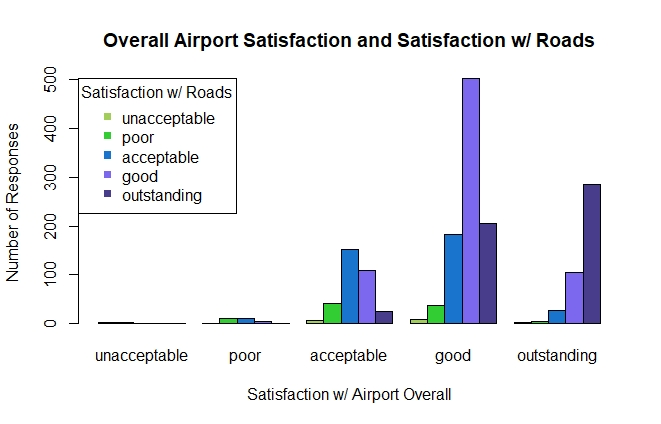 Overall Airport Satisfaction and Satisfaction w/ Roads
Number of Responses
500
400
300
200
100
0
Satisfaction w/ Roads
unacceptable
poor
acceptable
good
outstanding
unacceptable poor acceptable good outstanding
Satisfaction w/ Airport Overall